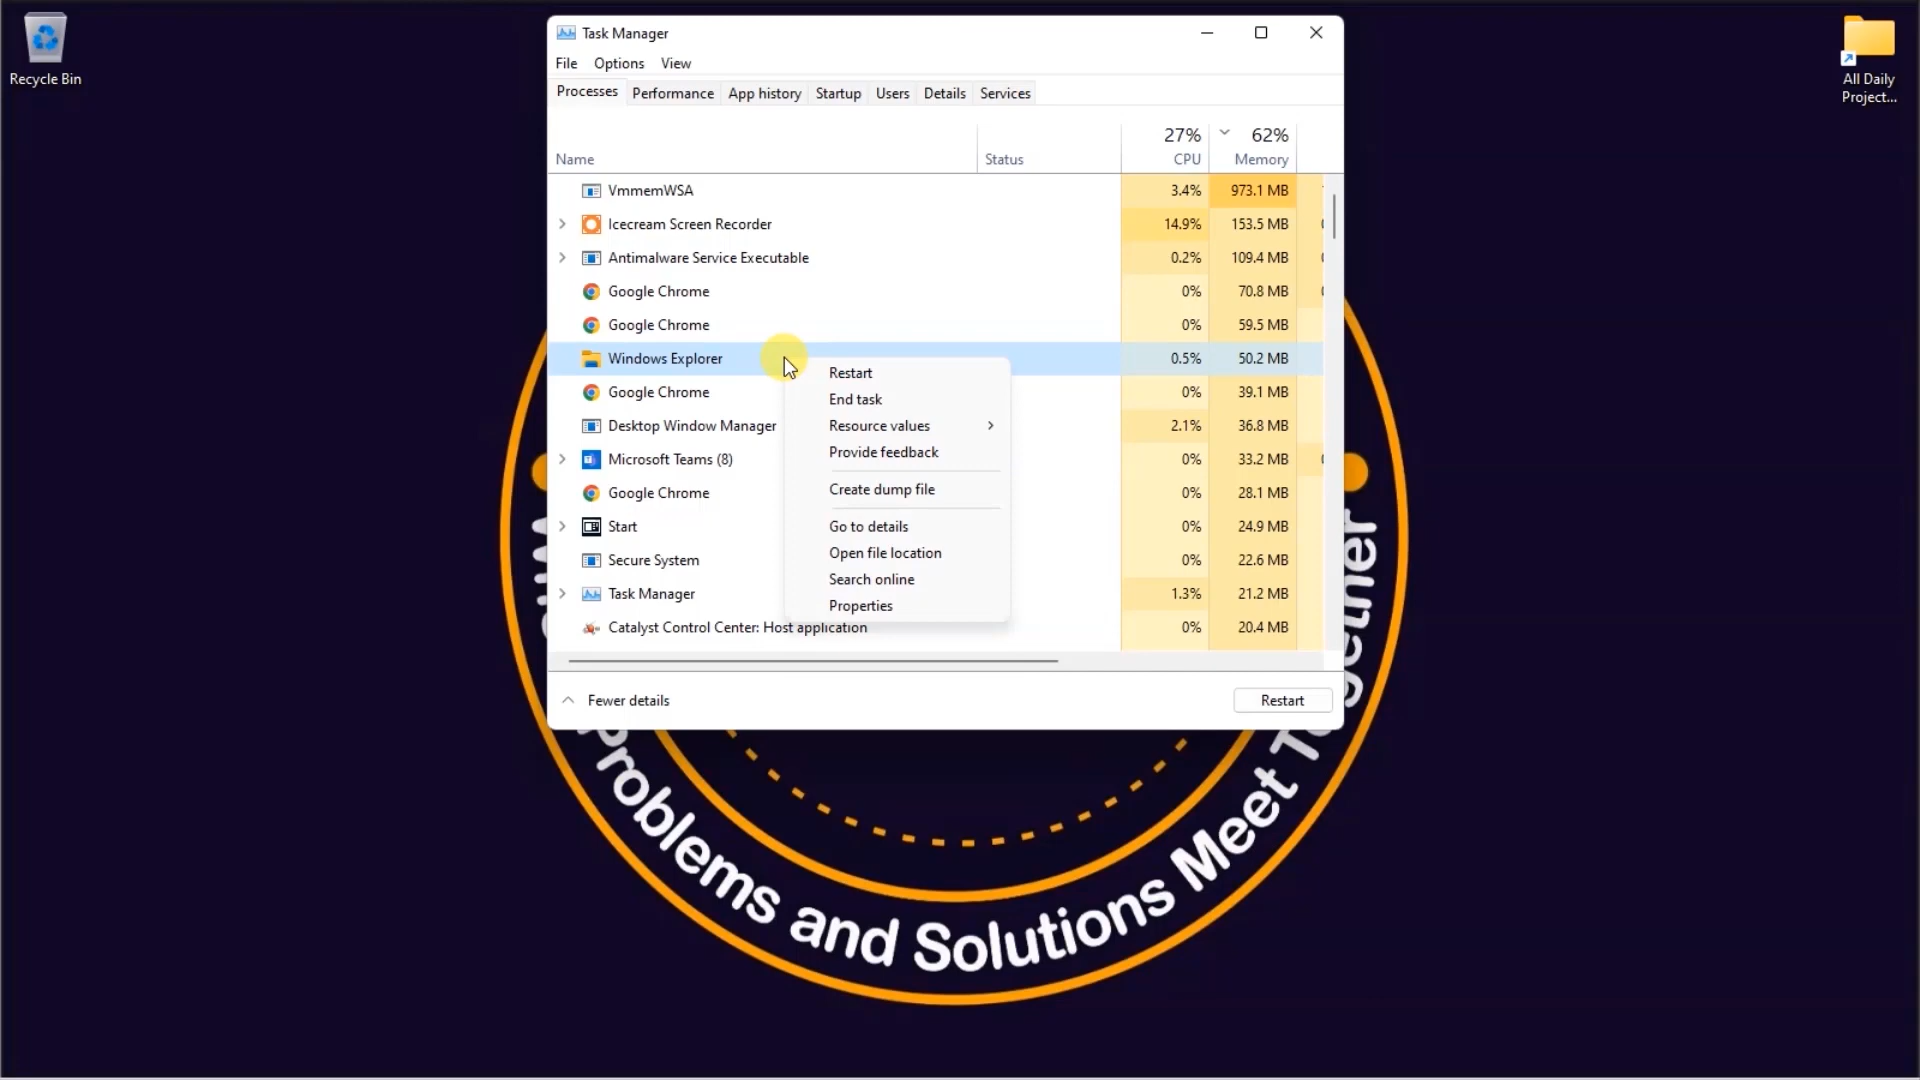 Recycle Bin
All Daily
Project...
Task Manager
File Options View
Processes Performance App history Startup Users Details Services
27% 62%
Name Status CPU Memory
VmmemWSA 3.4% 973.1 MB
Icecream Screen Recorder 14.9% 153.5 MB
Antimalware Service Executable 0.2% 109.4 MB
Google Chrome 0% 70.8 MB
Google Chrome 0% 59.5 MB
Windows Explorer 0.5% 50.2 MB
Google Chrome 0% 39.1 MB
Desktop Window Manager 2.1% 36.8 MB
Microsoft Teams (8) 0% 33.2 MB
Google Chrome 0% 28.1 MB
Start 0% 24.9 MB
Secure System 0% 22.6 MB
Task Manager 1.3% 21.2 MB
Catalyst Control Center: Host application 0% 20.4 MB
Restart
End task
Resource values
Provide feedback
Create dump file
Go to details
Open file location
Search online
Properties
Fewer details Restart
Problems and Solutions Meet Together